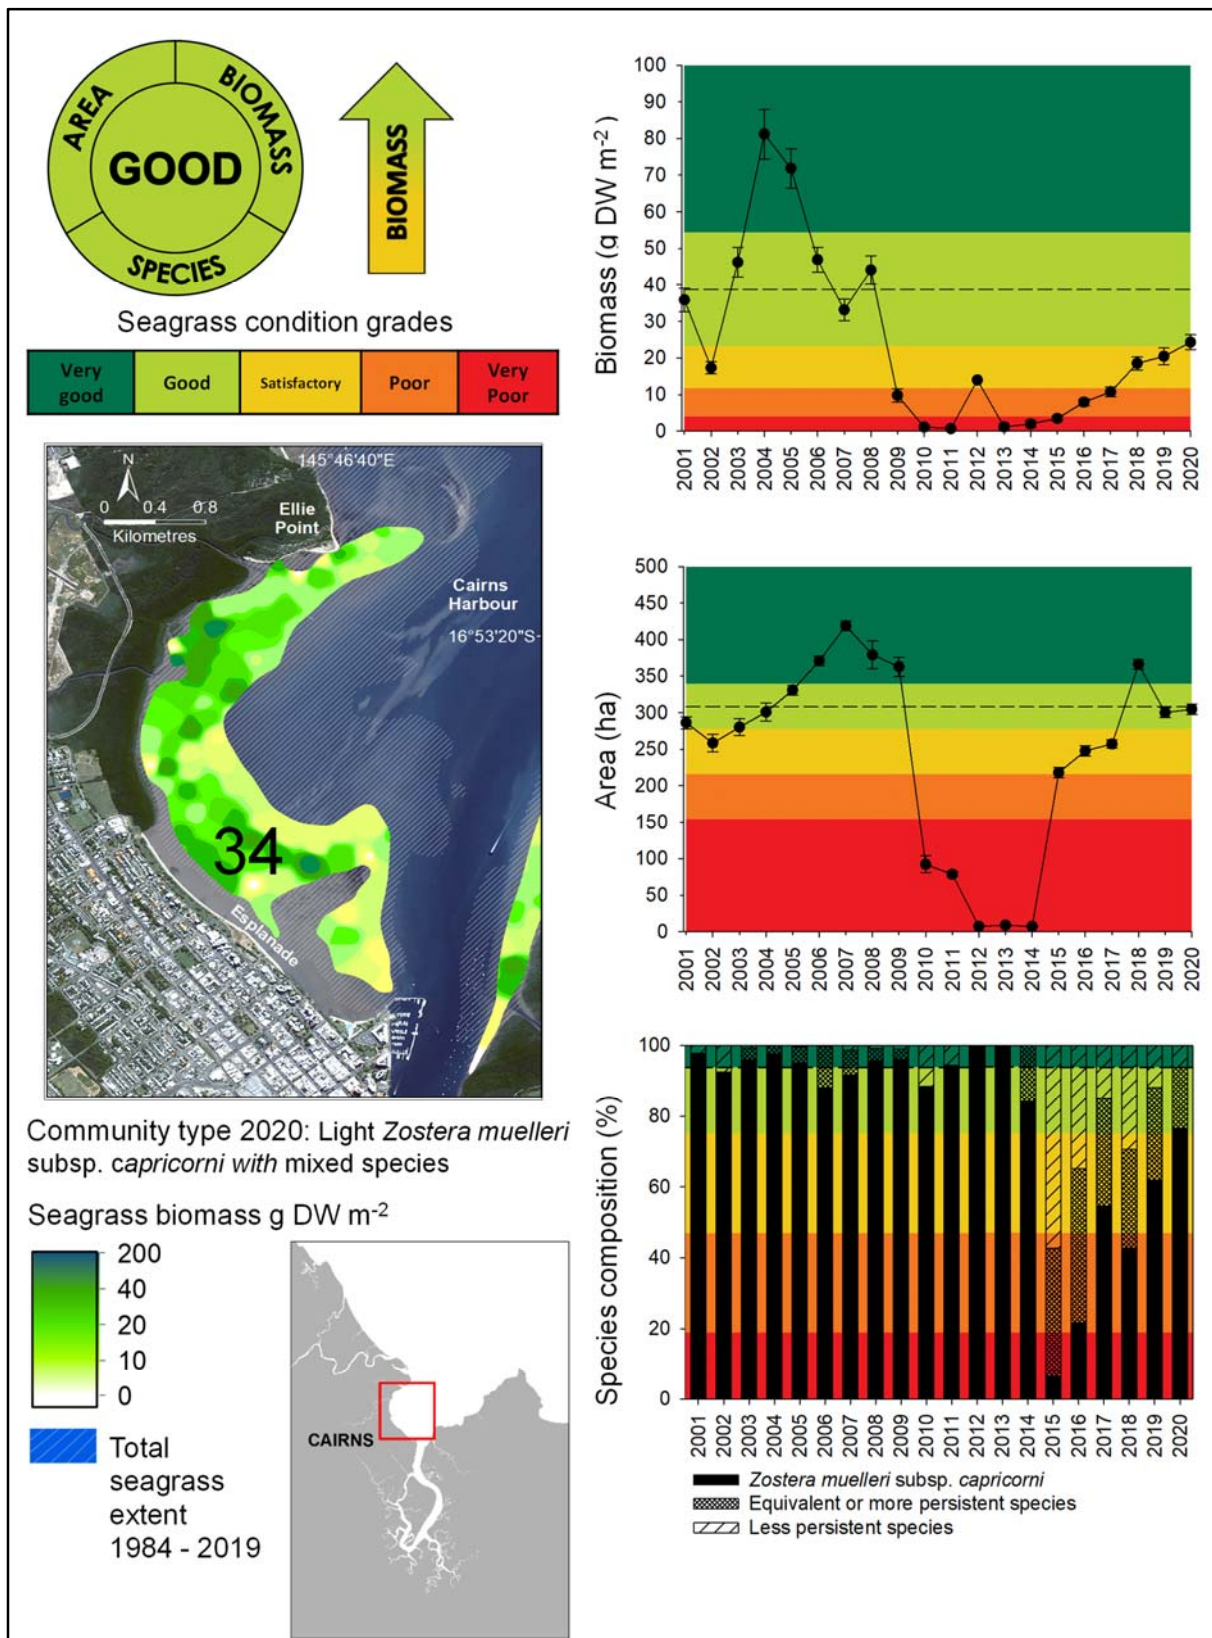 AREA
BIOMASS
GOOD
SPECIES
BIOMASS
Seagrass condition grades
Very good
Good
Satisfactory
Poor
Very Poor
145°46'40"E
N
0 0.4 0.8
Kilometres
Ellie
Point
Cairns
Harbour
16°53'20"S
34
Esplanade
Community type 2020: Light Zostera muelleri
subsp. capricorni with mixed species
Seagrass biomass g DW m-2
200
40
20
10
0
Total
seagrass
extent
1984 - 2019
CAIRNS
Biomass (g DW m-2)
100
90
80
70
60
50
40
30
20
10
0
2001 2002 2003 2004 2005 2006 2007 2008 2009 2010 2011 2012 2013 2014 2015 2016 2017 2018 2019 2020
Area (ha)
500
450
400
350
300
250
200
150
100
50
0
2001 2002 2003 2004 2005 2006 2007 2008 2009 2010 2011 2012 2013 2014 2015 2016 2017 2018 2019 2020
Species composition (%)
100
80
60
40
20
0
2001 2002 2003 2004 2005 2006 2007 2008 2009 2010 2011 2012 2013 2014 2015 2016 2017 2018 2019 2020
Zostera muelleri subsp. capricorni
Equivalent or more persistent species
Less persistent species